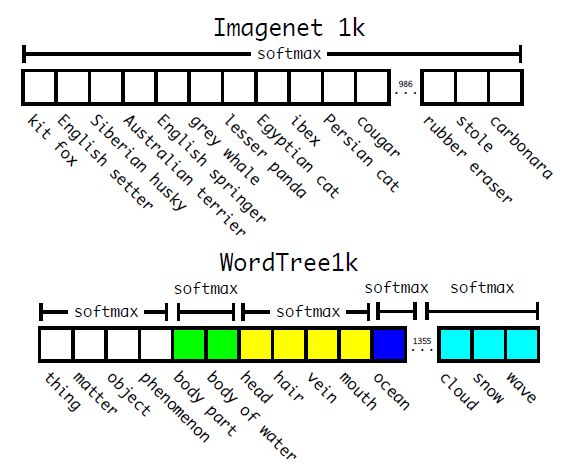 Imagenet 1k
softmax
986
...
kit fox
English setter
Siberian husky
Australian terrier
English springer
grey whale
lesser panda
Egyptian cat
ibex
Persian cat
cougar
rubber eraser
stole
carbonara
WordTree1k
softmax
softmax
softmax
softmax
softmax
1355
...
thing
matter
object
phenomenon
body part
body of water
head
hair
vein
mouth
ocean
cloud
snow
wave